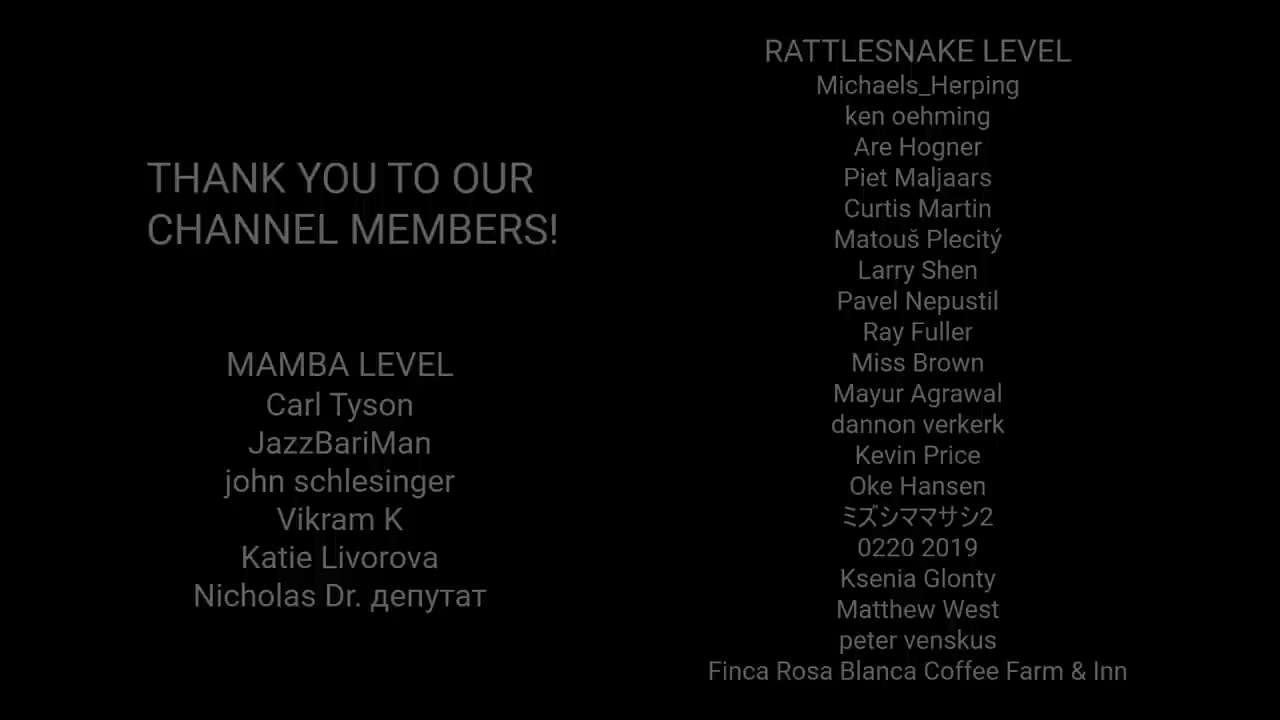 THANK YOU TO OUR
CHANNEL MEMBERS!
MAMBA LEVEL
Carl Tyson
JazzBariMan
john schlesinger
Vikram K
Katie Livorova
Nicholas Dr. депутат
RATTLESNAKE LEVEL
Michaels_Herping
ken oehming
Are Hogner
Piet Maljaars
Curtis Martin
Matouš Plecitý
Larry Shen
Pavel Nepustil
Ray Fuller
Miss Brown
Mayur Agrawal
dannon verkerk
Kevin Price
Oke Hansen
ミズシママサシ2
0220 2019
Ksenia Glonty
Matthew West
peter venskus
Finca Rosa Blanca Coffee Farm & Inn